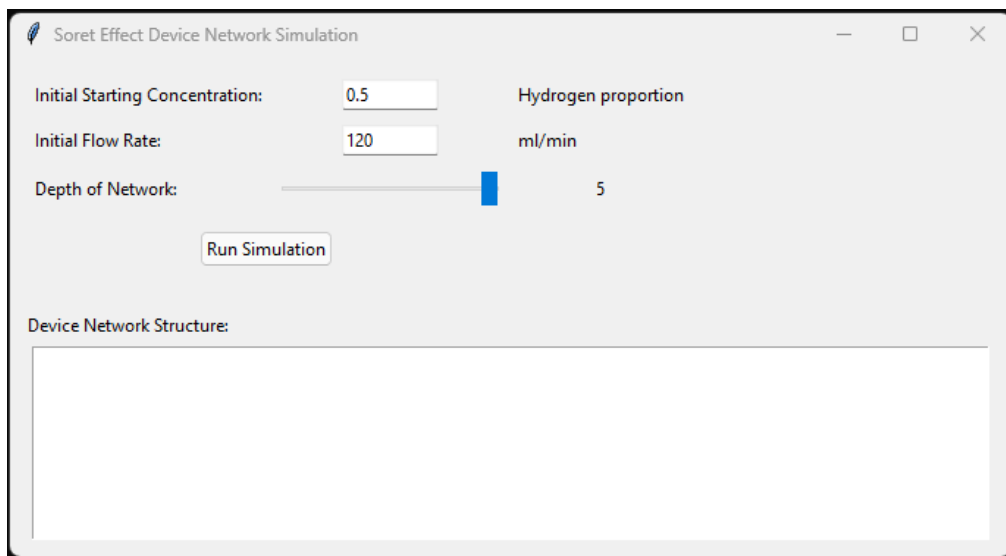 Soret Effect Device Network Simulation
Initial Starting Concentration: 0.5 Hydrogen proportion
Initial Flow Rate: 120 ml/min
Depth of Network: 5
Run Simulation
Device Network Structure: